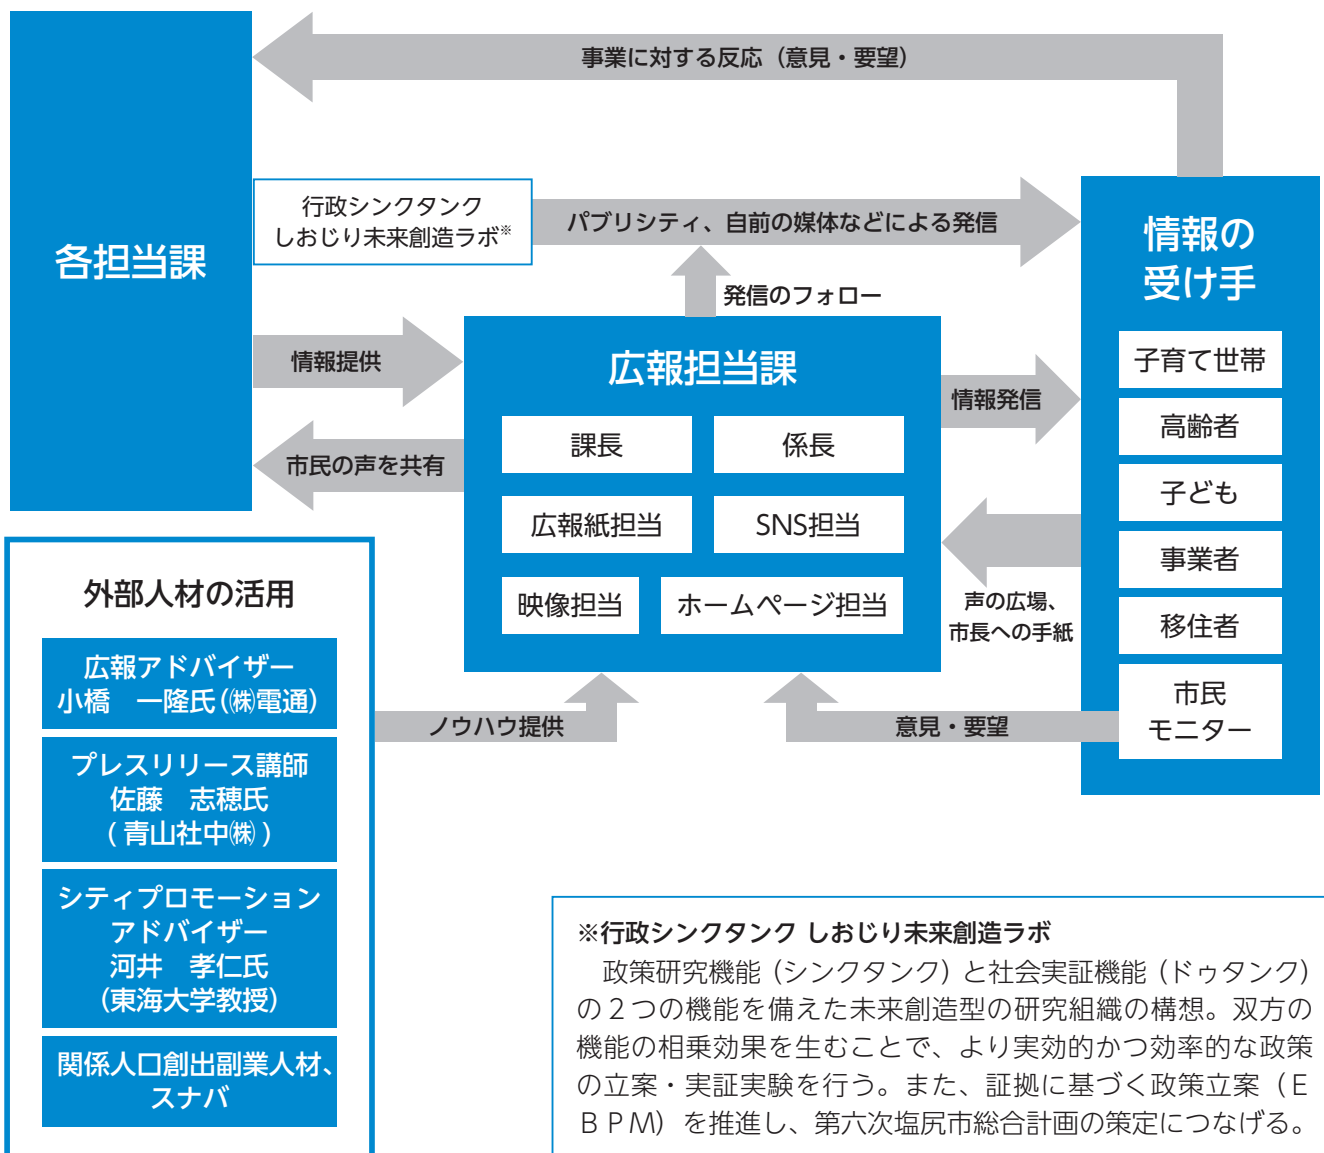 事業に対する反応（意見・要望）
各担当課
行政シンクタンク
しおじり未来創造ラボ※
パブリシティ、自前の媒体などによる発信
発信のフォロー
情報提供
市民の声を共有
広報担当課
課長
係長
広報紙担当
SNS担当
映像担当
ホームページ担当
情報発信
声の広場、
市長への手紙
情報の
受け手
子育て世帯
高齢者
子ども
事業者
移住者
市民
モニター
ノウハウ提供
意見・要望
外部人材の活用
広報アドバイザー
小橋　一隆氏（㈱電通）
プレスリリース講師
佐藤　志穂氏
（青山社中㈱）
シティプロモーション
アドバイザー
河井　孝仁氏
（東海大学教授）
関係人口創出副業人材、
スナバ
※行政シンクタンク しおじり未来創造ラボ
　政策研究機能（シンクタンク）と社会実証機能（ドゥタンク）
の２つの機能を備えた未来創造型の研究組織の構想。双方の
機能の相乗効果を生むことで、より実効的かつ効率的な政策
の立案・実証実験を行う。また、証拠に基づく政策立案（Ｅ
ＢＰＭ）を推進し、第六次塩尻市総合計画の策定につなげる。